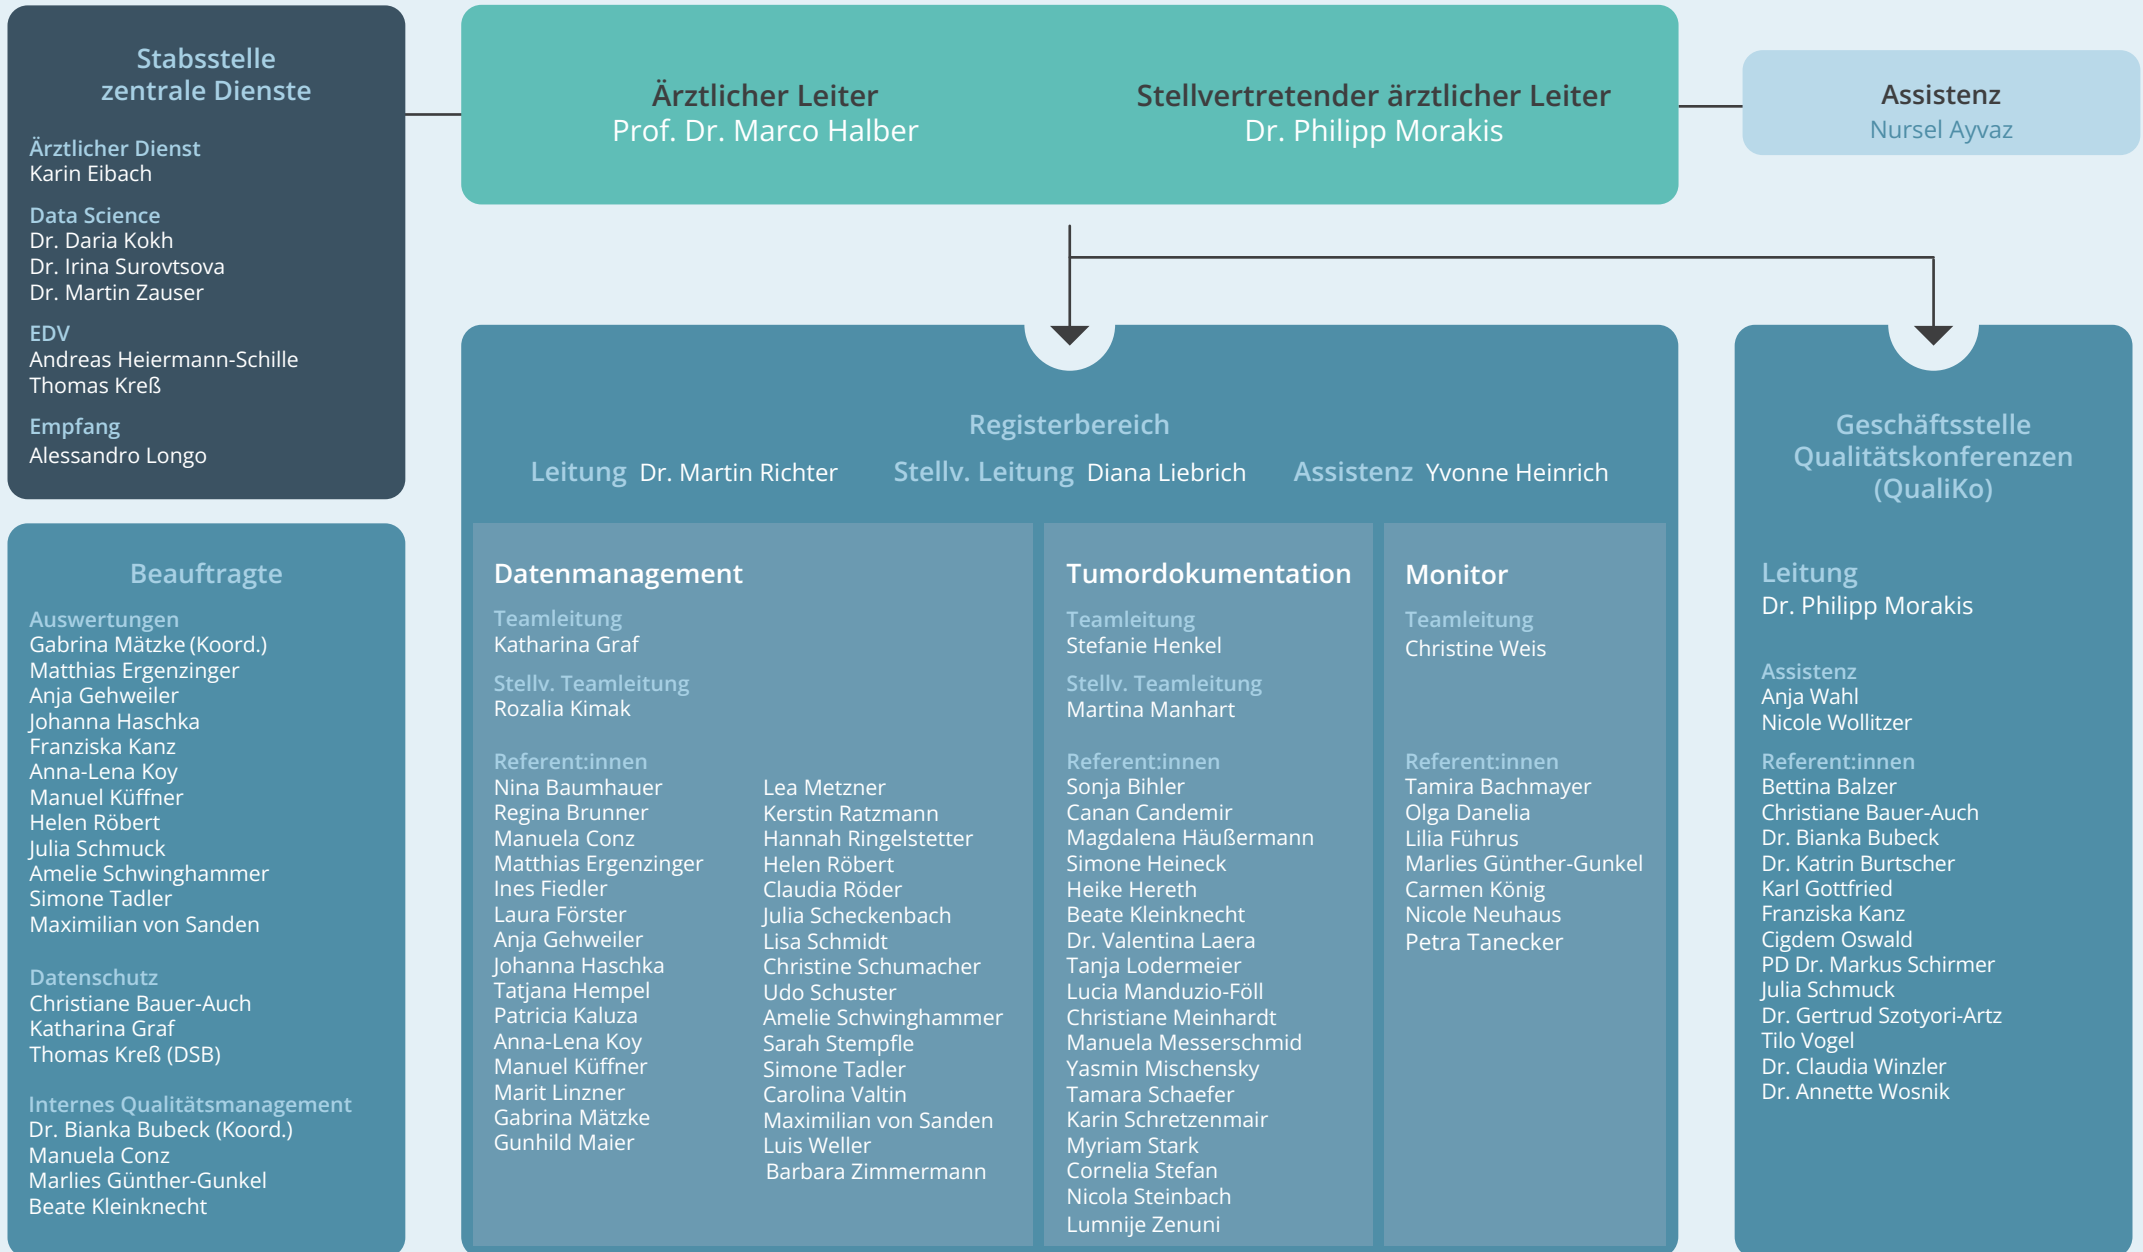 Stabsstelle
zentrale Dienste
Ärztlicher Dienst
Karin Eibach
Data Science
Dr. Daria Kokh
Dr. Irina Surovtsova
Dr. Martin Zauser
EDV
Andreas Heiermann-Schille
Thomas Kreß
Empfang
Alessandro Longo
Ärztlicher Leiter
Prof. Dr. Marco Halber
Stellvertretender ärztlicher Leiter
Dr. Philipp Morakis
Assistenz
Nursel Ayvaz
Beauftragte
Auswertungen
Gabrina Mätzke (Koord.)
Matthias Ergenzinger
Anja Gehweiler
Johanna Haschka
Franziska Kanz
Anna-Lena Koy
Manuel Küffner
Helen Röbert
Julia Schmuck
Amelie Schwinghammer
Simone Tadler
Maximilian von Sanden
Datenschutz
Christiane Bauer-Auch
Katharina Graf
Thomas Kreß (DSB)
Internes Qualitätsmanagement
Dr. Bianka Bubeck (Koord.)
Manuela Conz
Marlies Günther-Gunkel
Beate Kleinknecht
Registerbereich
Leitung Dr. Martin Richter Stellv. Leitung Diana Liebrich Assistenz Yvonne Heinrich
Datenmanagement
Teamleitung
Katharina Graf
Stellv. Teamleitung
Rozalia Kimak
Referent:innen
Nina Baumhauer
Regina Brunner
Manuela Conz
Matthias Ergenzinger
Ines Fiedler
Laura Förster
Anja Gehweiler
Johanna Haschka
Tatjana Hempel
Patricia Kaluza
Anna-Lena Koy
Manuel Küffner
Marit Linzner
Gabrina Mätzke
Gunhild Maier
Lea Metzner
Kerstin Ratzmann
Hannah Ringelstetter
Helen Röbert
Claudia Röder
Julia Scheckenbach
Lisa Schmidt
Christine Schumacher
Udo Schuster
Amelie Schwinghammer
Sarah Stempfle
Simone Tadler
Carolina Valtin
Maximilian von Sanden
Luis Weller
Barbara Zimmermann
Tumordokumentation
Teamleitung
Stefanie Henkel
Stellv. Teamleitung
Martina Manhart
Referent:innen
Sonja Bihler
Canan Candemir
Magdalena Häußermann
Simone Heineck
Heike Hereth
Beate Kleinknecht
Dr. Valentina Laera
Tanja Lodermeier
Lucia Manduzio-Föll
Christiane Meinhardt
Manuela Messerschmid
Yasmin Mischensky
Tamara Schaefer
Karin Schretzenmair
Myriam Stark
Cornelia Stefan
Nicola Steinbach
Lumnije Zenuni
Monitor
Teamleitung
Christine Weis
Referent:innen
Tamira Bachmayer
Olga Danelia
Lilia Führus
Marlies Günther-Gunkel
Carmen König
Nicole Neuhaus
Petra Tanecker
Geschäftsstelle
Qualitätskonferenzen
(QualiKo)
Leitung
Dr. Philipp Morakis
Assistenz
Anja Wahl
Nicole Wollitzer
Referent:innen
Bettina Balzer
Christiane Bauer-Auch
Dr. Bianka Bubeck
Dr. Katrin Burtscher
Karl Gottfried
Franziska Kanz
Cigdem Oswald
PD Dr. Markus Schirmer
Julia Schmuck
Dr. Gertrud Szotyori-Artz
Tilo Vogel
Dr. Claudia Winzler
Dr. Annette Wosnik